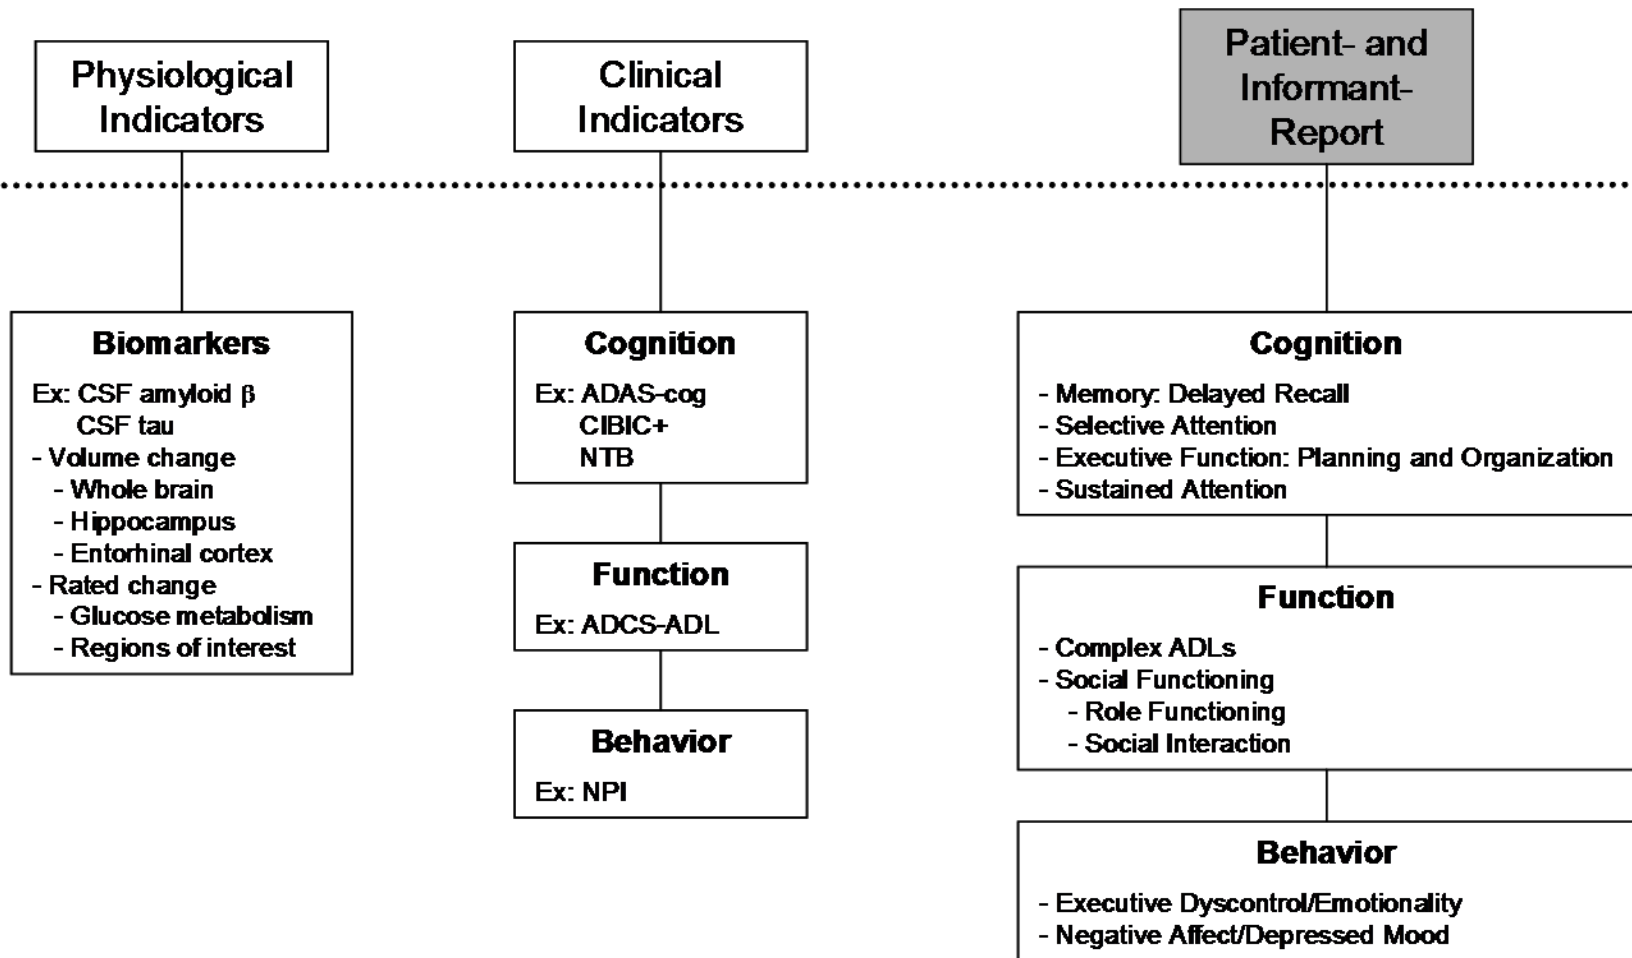 Physiological
Indicators
Clinical
Indicators
Patient- and
Informant-
Report
Biomarkers
Ex: CSF amyloid β
CSF tau
- Volume change
- Whole brain
- Hippocampus
- Entorhinal cortex
- Rated change
- Glucose metabolism
- Regions of interest
Cognition
Ex: ADAS-cog
CIBIC+
NTB
Function
Ex: ADCS-ADL
Behavior
Ex: NPI
Cognition
- Memory: Delayed Recall
- Selective Attention
- Executive Function: Planning and Organization
- Sustained Attention
Function
- Complex ADLs
- Social Functioning
- Role Functioning
- Social Interaction
Behavior
- Executive Dyscontrol/Emotionality
- Negative Affect/Depressed Mood